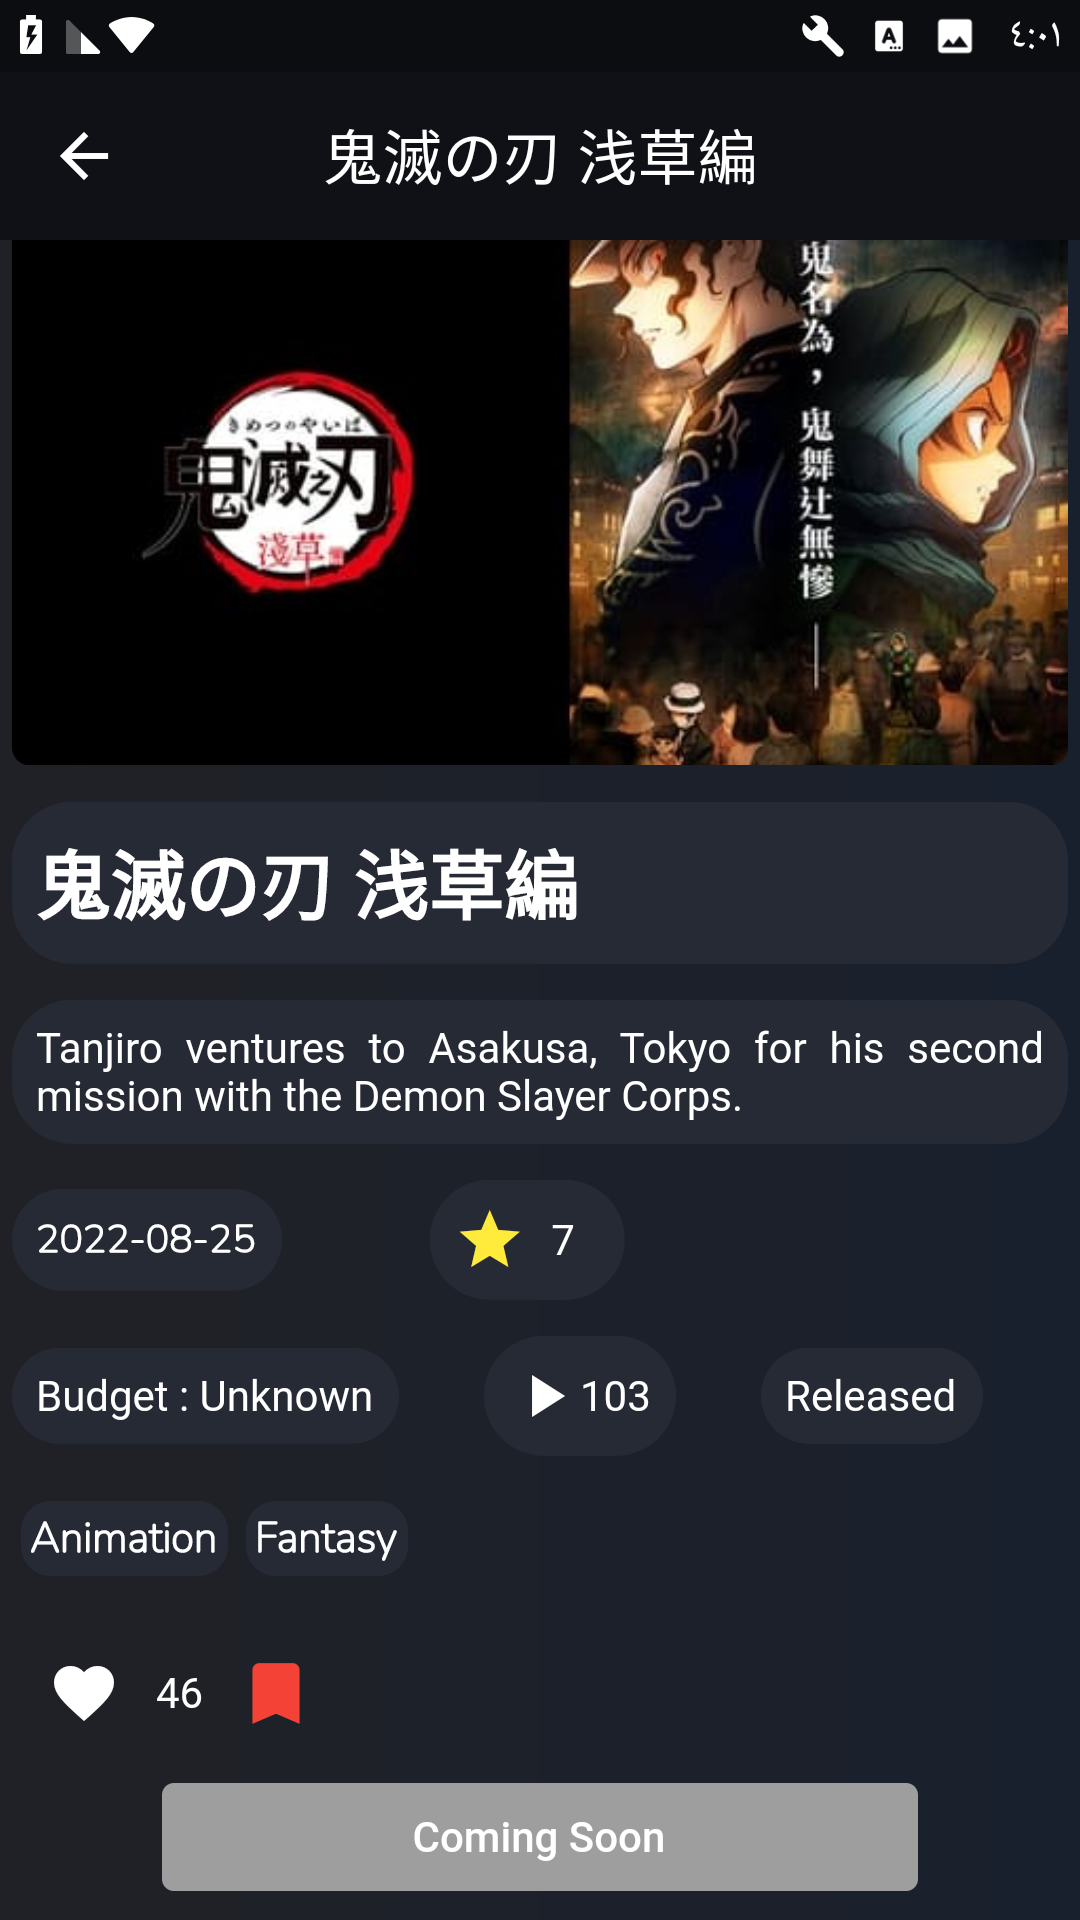 ٤:٠١
鬼滅の刃 浅草編
鬼名為，鬼舞辻無慘——
きめつのやいば
鬼滅之刃
淺草編
鬼滅の刃 浅草編
Tanjiro ventures to Asakusa, Tokyo for his second
mission with the Demon Slayer Corps.
2022-08-25
7
Budget : Unknown
103
Released
Animation
Fantasy
46
Coming Soon